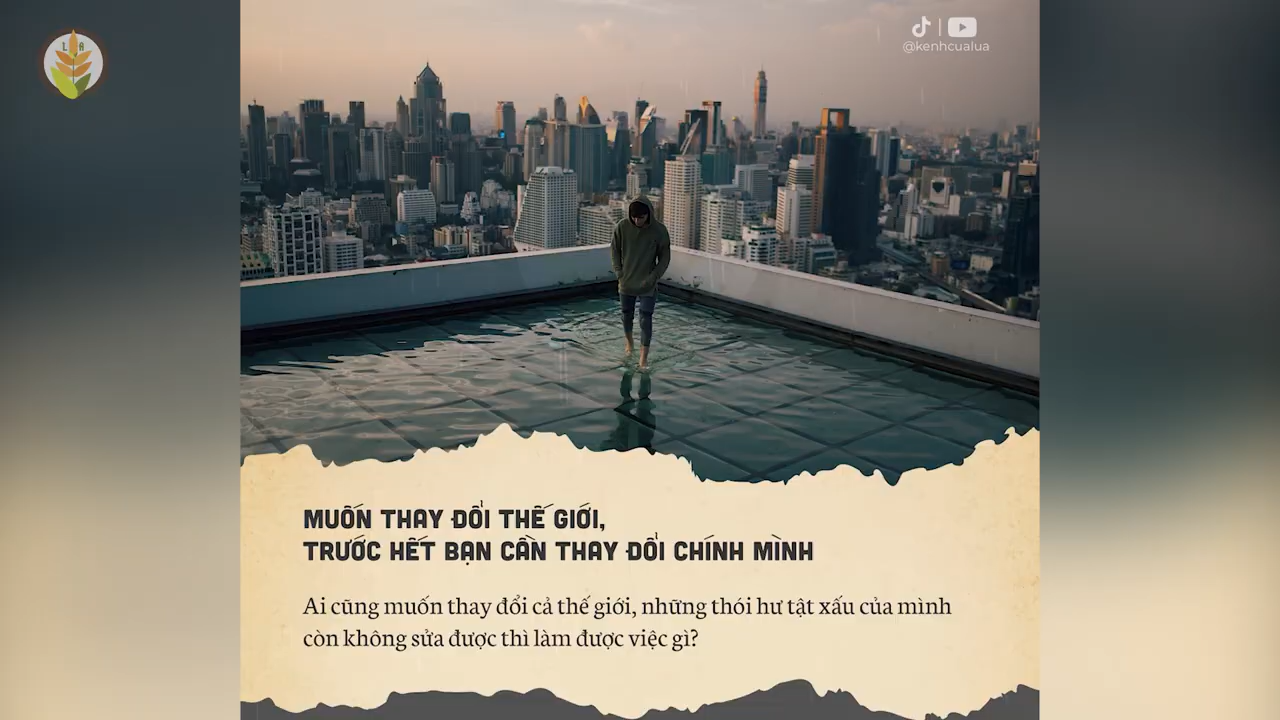 L A
@kenhcualua
MUỐN THAY ĐỔI THẾ GIỚI,
TRƯỚC HẾT BẠN CẦN THAY ĐỔI CHÍNH MÌNH
Ai cũng muốn thay đổi cả thế giới, những thói hư tật xấu của mình
còn không sửa được thì làm được việc gì?